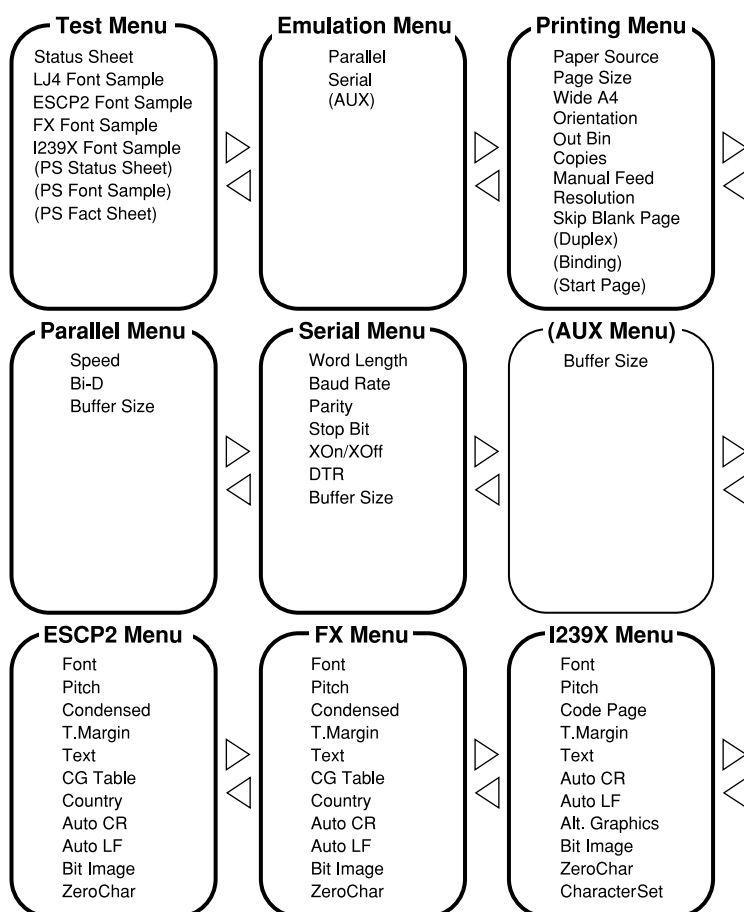 Test Menu
Status Sheet
LJ4 Font Sample
ESCP2 Font Sample
FX Font Sample
I239X Font Sample
(PS Status Sheet)
(PS Font Sample)
(PS Fact Sheet)
Emulation Menu
Parallel
Serial
(AUX)
Printing Menu
Paper Source
Page Size
Wide A4
Orientation
Out Bin
Copies
Manual Feed
Resolution
Skip Blank Page
(Duplex)
(Binding)
(Start Page)
Parallel Menu
Speed
Bi-D
Buffer Size
Serial Menu
Word Length
Baud Rate
Parity
Stop Bit
XOn/XOff
DTR
Buffer Size
(AUX Menu)
Buffer Size
ESCP2 Menu
Font
Pitch
Condensed
T.Margin
Text
CG Table
Country
Auto CR
Auto LF
Bit Image
ZeroChar
FX Menu
Font
Pitch
Condensed
T.Margin
Text
CG Table
Country
Auto CR
Auto LF
Bit Image
ZeroChar
I239X Menu
Font
Pitch
Code Page
T.Margin
Text
Auto CR
Auto LF
Alt. Graphics
Bit Image
ZeroChar
CharacterSet